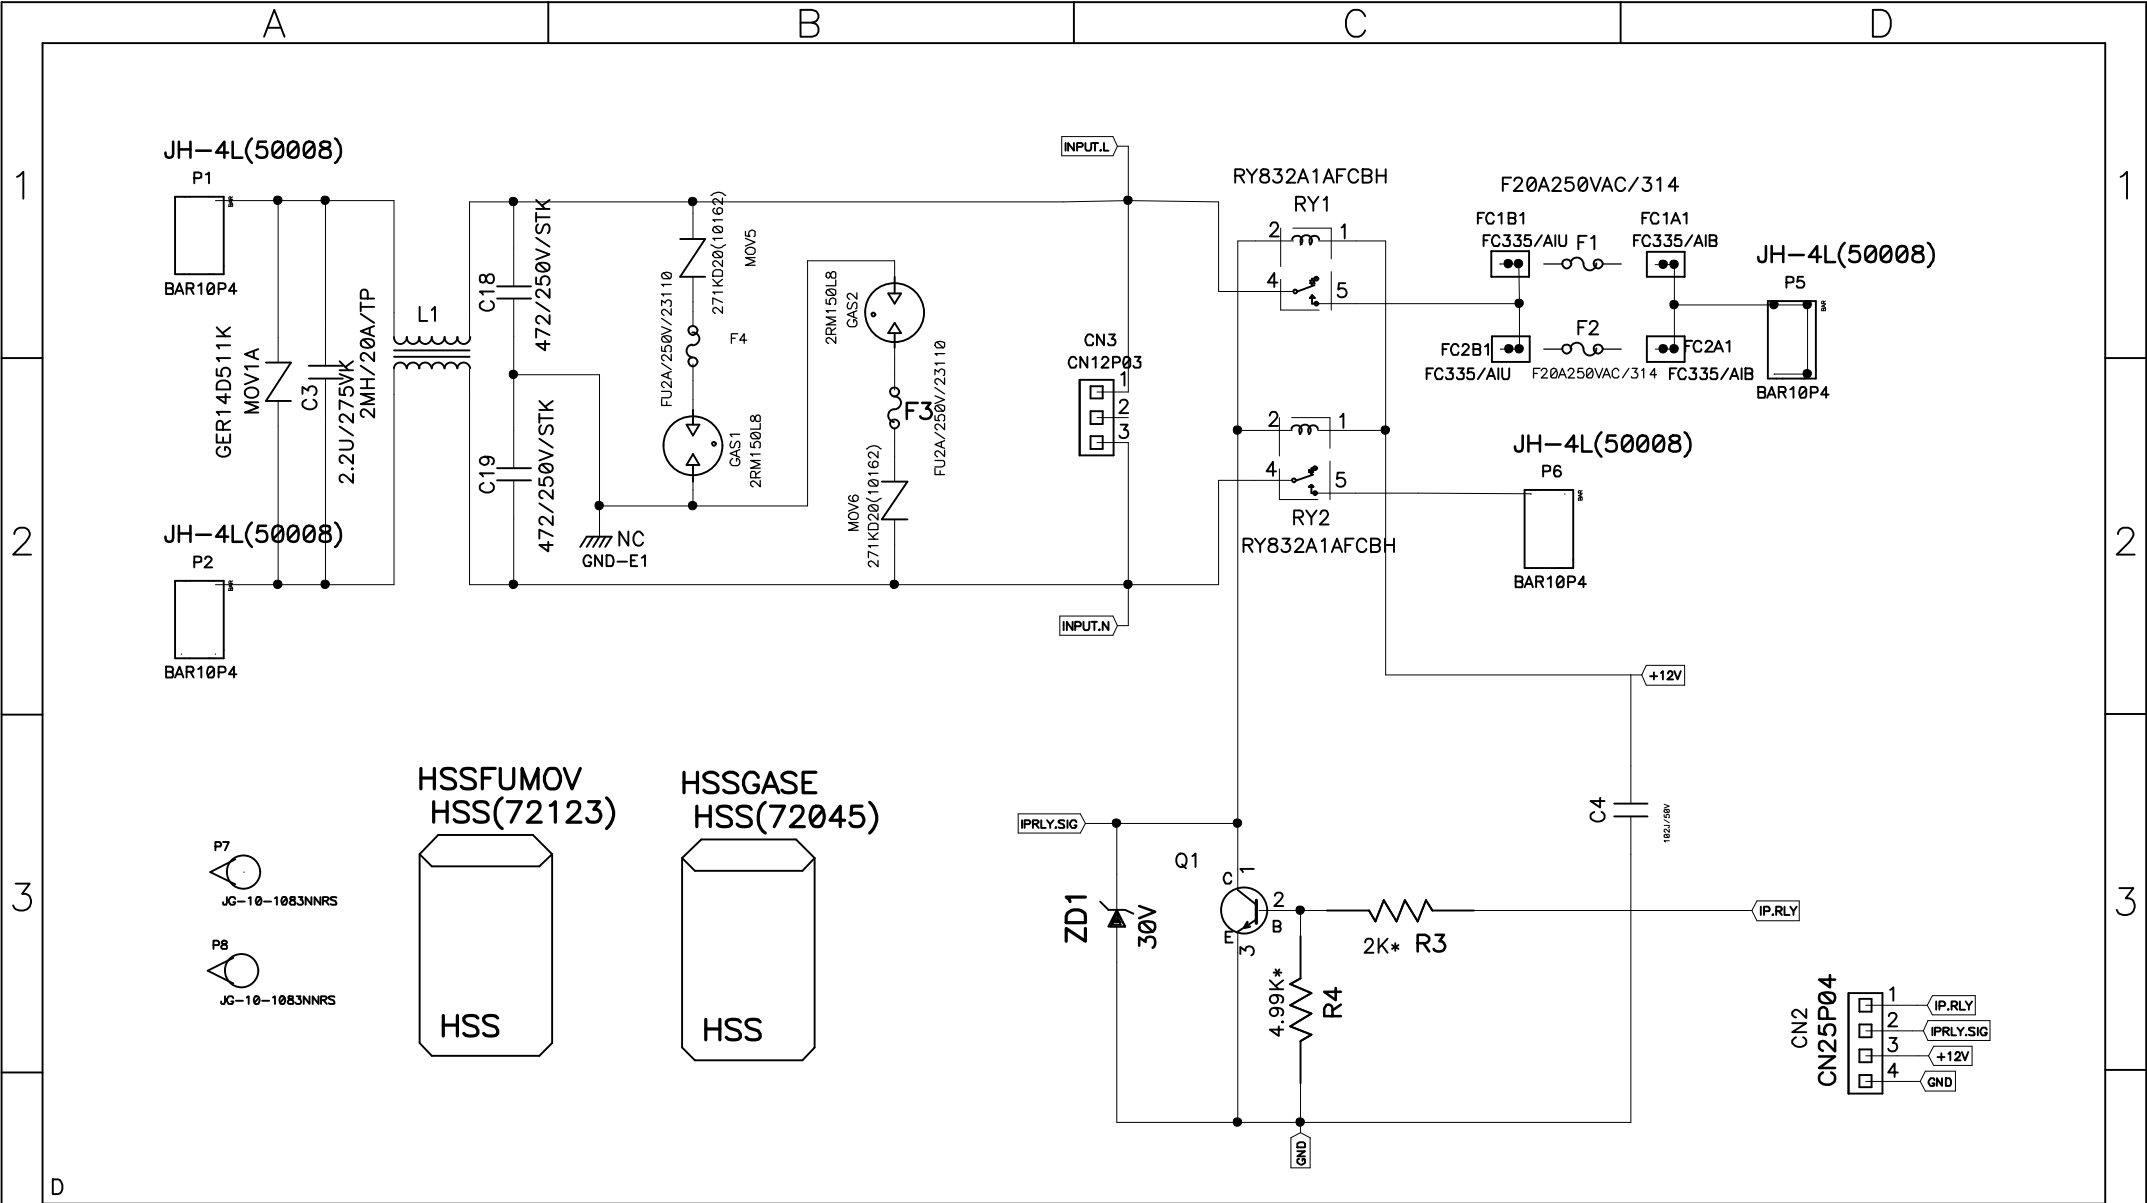 A
B
C
D
1
1
2
2
3
3
JH-4L(50008)
P1
BAR
BAR10P4
JH-4L(50008)
P2
BAR
BAR10P4
GER14D511K
MOV1A
C3
2.2U/275VK
2MH/20A/TP
L1
C18
472/250V/STK
C19
472/250V/STK
NC
GND-E1
271KD20(10162)
MOV5
FU2A/250V/23110
F4
GAS1
2RM150L8
2RM150L8
GAS2
F3
FU2A/250V/23110
MOV6
271KD20(10162)
INPUT.L
CN3
CN12P03
1
2
3
INPUT.N
RY832A1AFCBH
RY1
2
1
4
5
2
1
4
5
RY2
RY832A1AFCBH
F20A250VAC/314
FC1B1
FC335/AIU
F1
FC1A1
FC335/AIB
FC2B1
FC335/AIU
F2
F20A250VAC/314
FC2A1
FC335/AIB
JH-4L(50008)
P5
BAR
BAR10P4
JH-4L(50008)
P6
BAR
BAR10P4
+12V
C4
102J/50V
HSSFUMOV
HSS(72123)
HSS
HSSGASE
HSS(72045)
HSS
P7
JG-10-1083NNRS
P8
JG-10-1083NNRS
IPRLY.SIG
ZD1
30V
Q1
C
1
2
B
E
3
2K* R3
4.99K*
R4
IP.RLY
GND
CN2
CN25P04
1
IP.RLY
2
IPRLY.SIG
3
+12V
4
GND
D